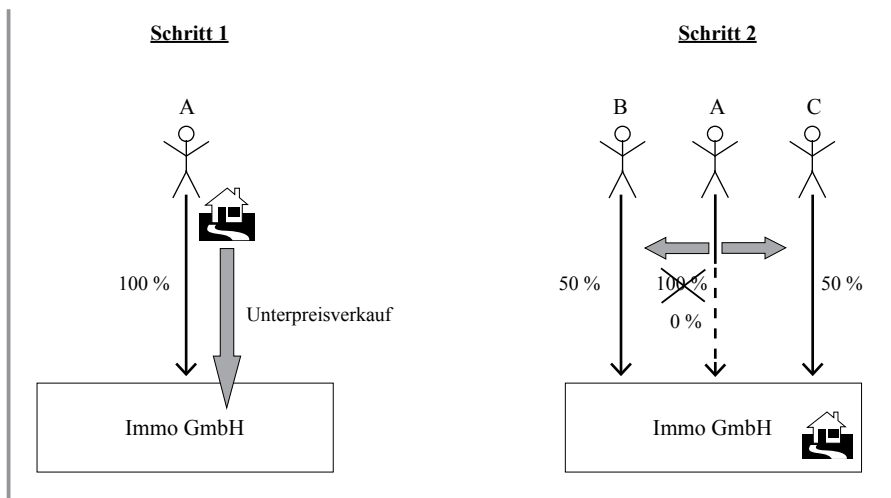 Schritt 1
A
100 %
Unterpreisverkauf
Immo GmbH
Schritt 2
B A C
50 % 100 % 50 %
0 %
Immo GmbH